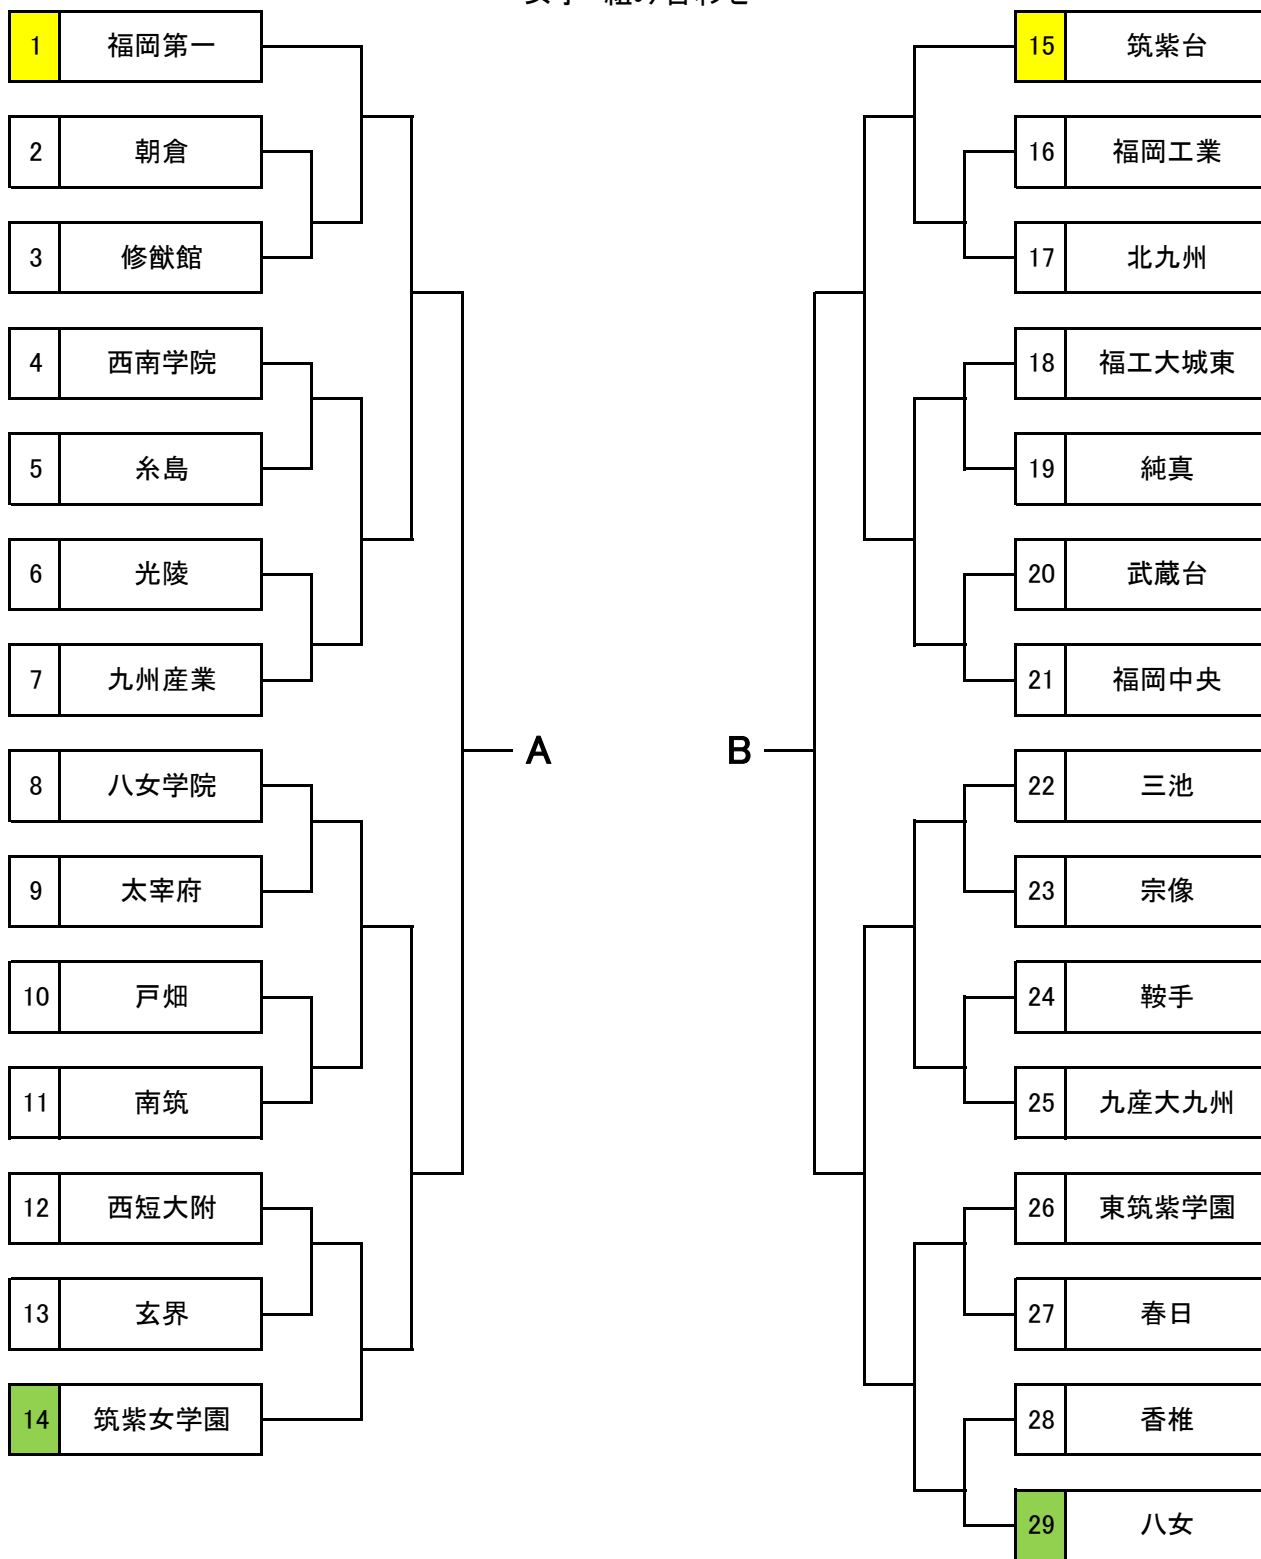 1 福岡第一
2 朝倉
3 修猷館
4 西南学院
5 糸島
6 光陵
7 九州産業
8 八女学院
9 太宰府
10 戸畑
11 南筑
12 西短大附
13 玄界
14 筑紫女学園
A
B
15 筑紫台
16 福岡工業
17 北九州
18 福工大城東
19 純真
20 武蔵台
21 福岡中央
22 三池
23 宗像
24 鞍手
25 九産大九州
26 東筑紫学園
27 春日
28 香椎
29 八女